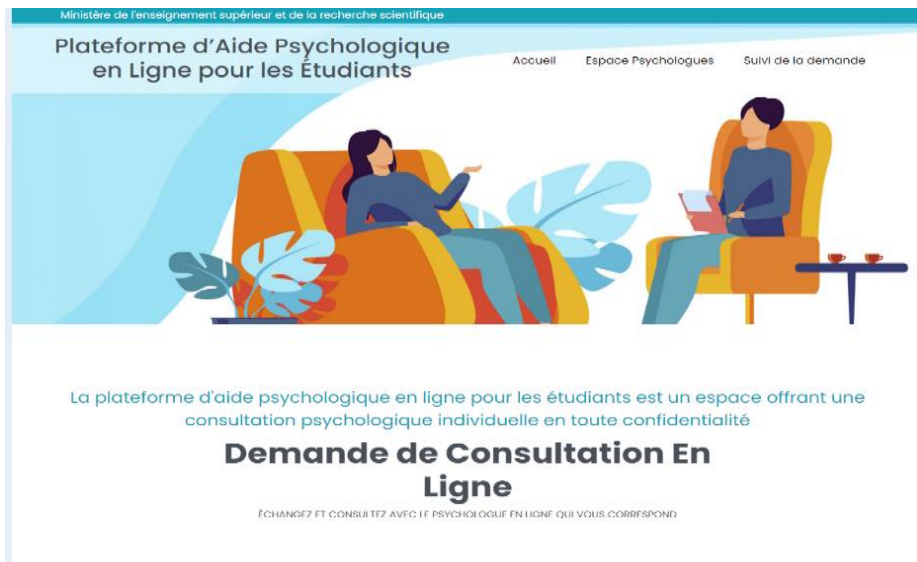 Ministère de l'enseignement supérieur et de la recherche scientifique
Plateforme d'Aide Psychologique
en Ligne pour les Étudiants
Accueil Espace Psychologues Suivi de la demande
La plateforme d'aide psychologique en ligne pour les étudiants est un espace offrant une
consultation psychologique individuelle en toute confidentialité
Demande de Consultation En
Ligne
ÉCHANGEZ ET CONSULTEZ AVEC LE PSYCHOLOGUE EN LIGNE QUI VOUS CORRESPOND